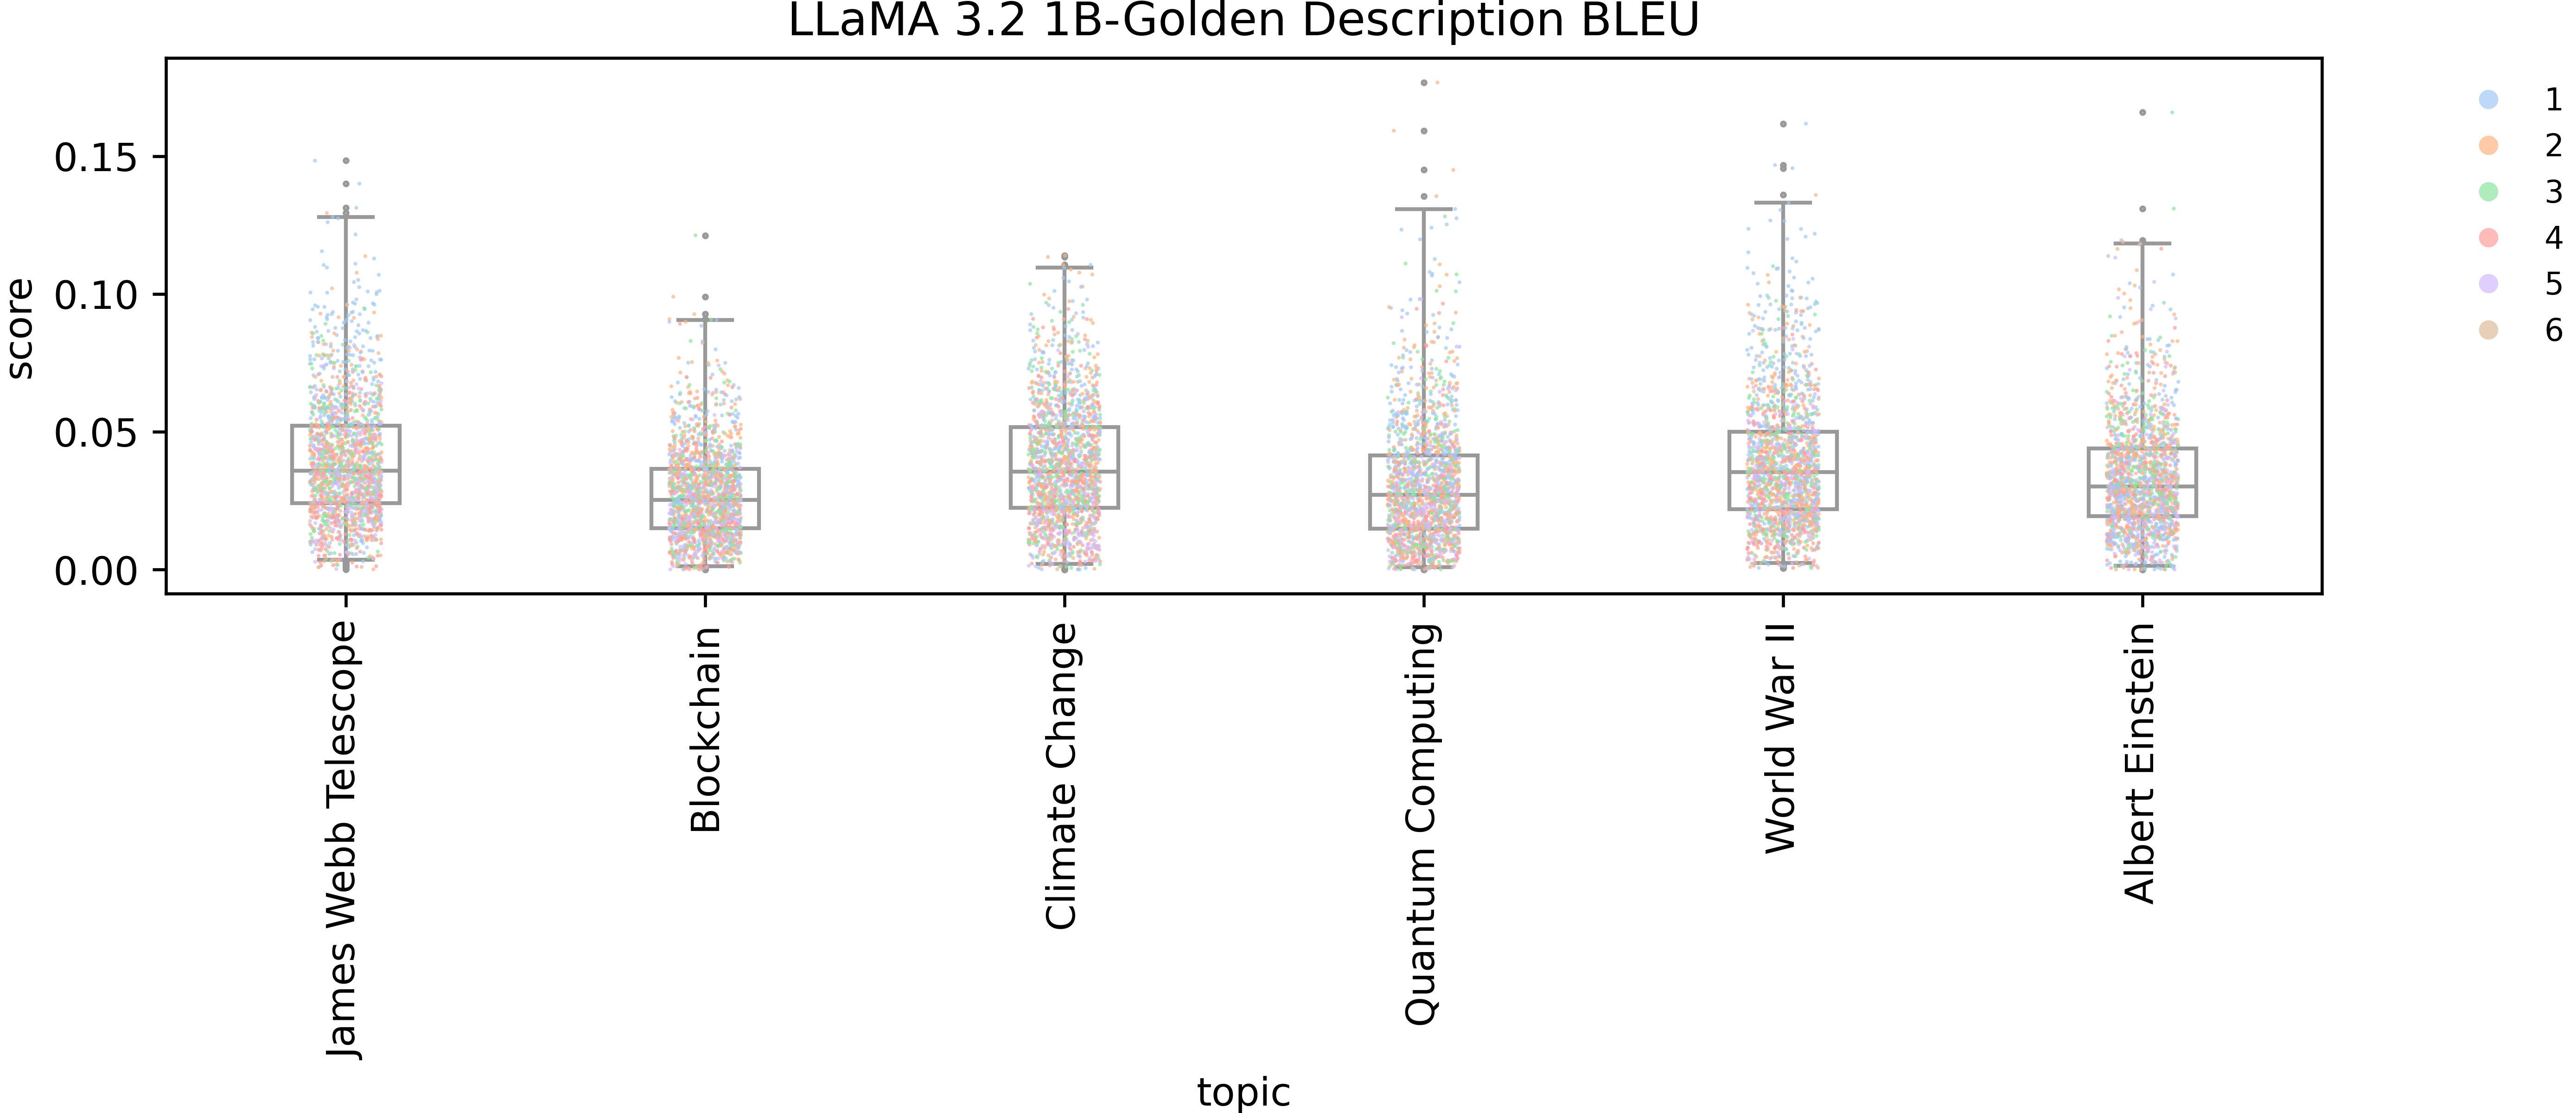 LLaMA 3.2 1B-Golden Description BLEU
score
0.15
0.10
0.05
0.00
James Webb Telescope
Blockchain
Climate Change
Quantum Computing
World War II
Albert Einstein
topic
1
2
3
4
5
6